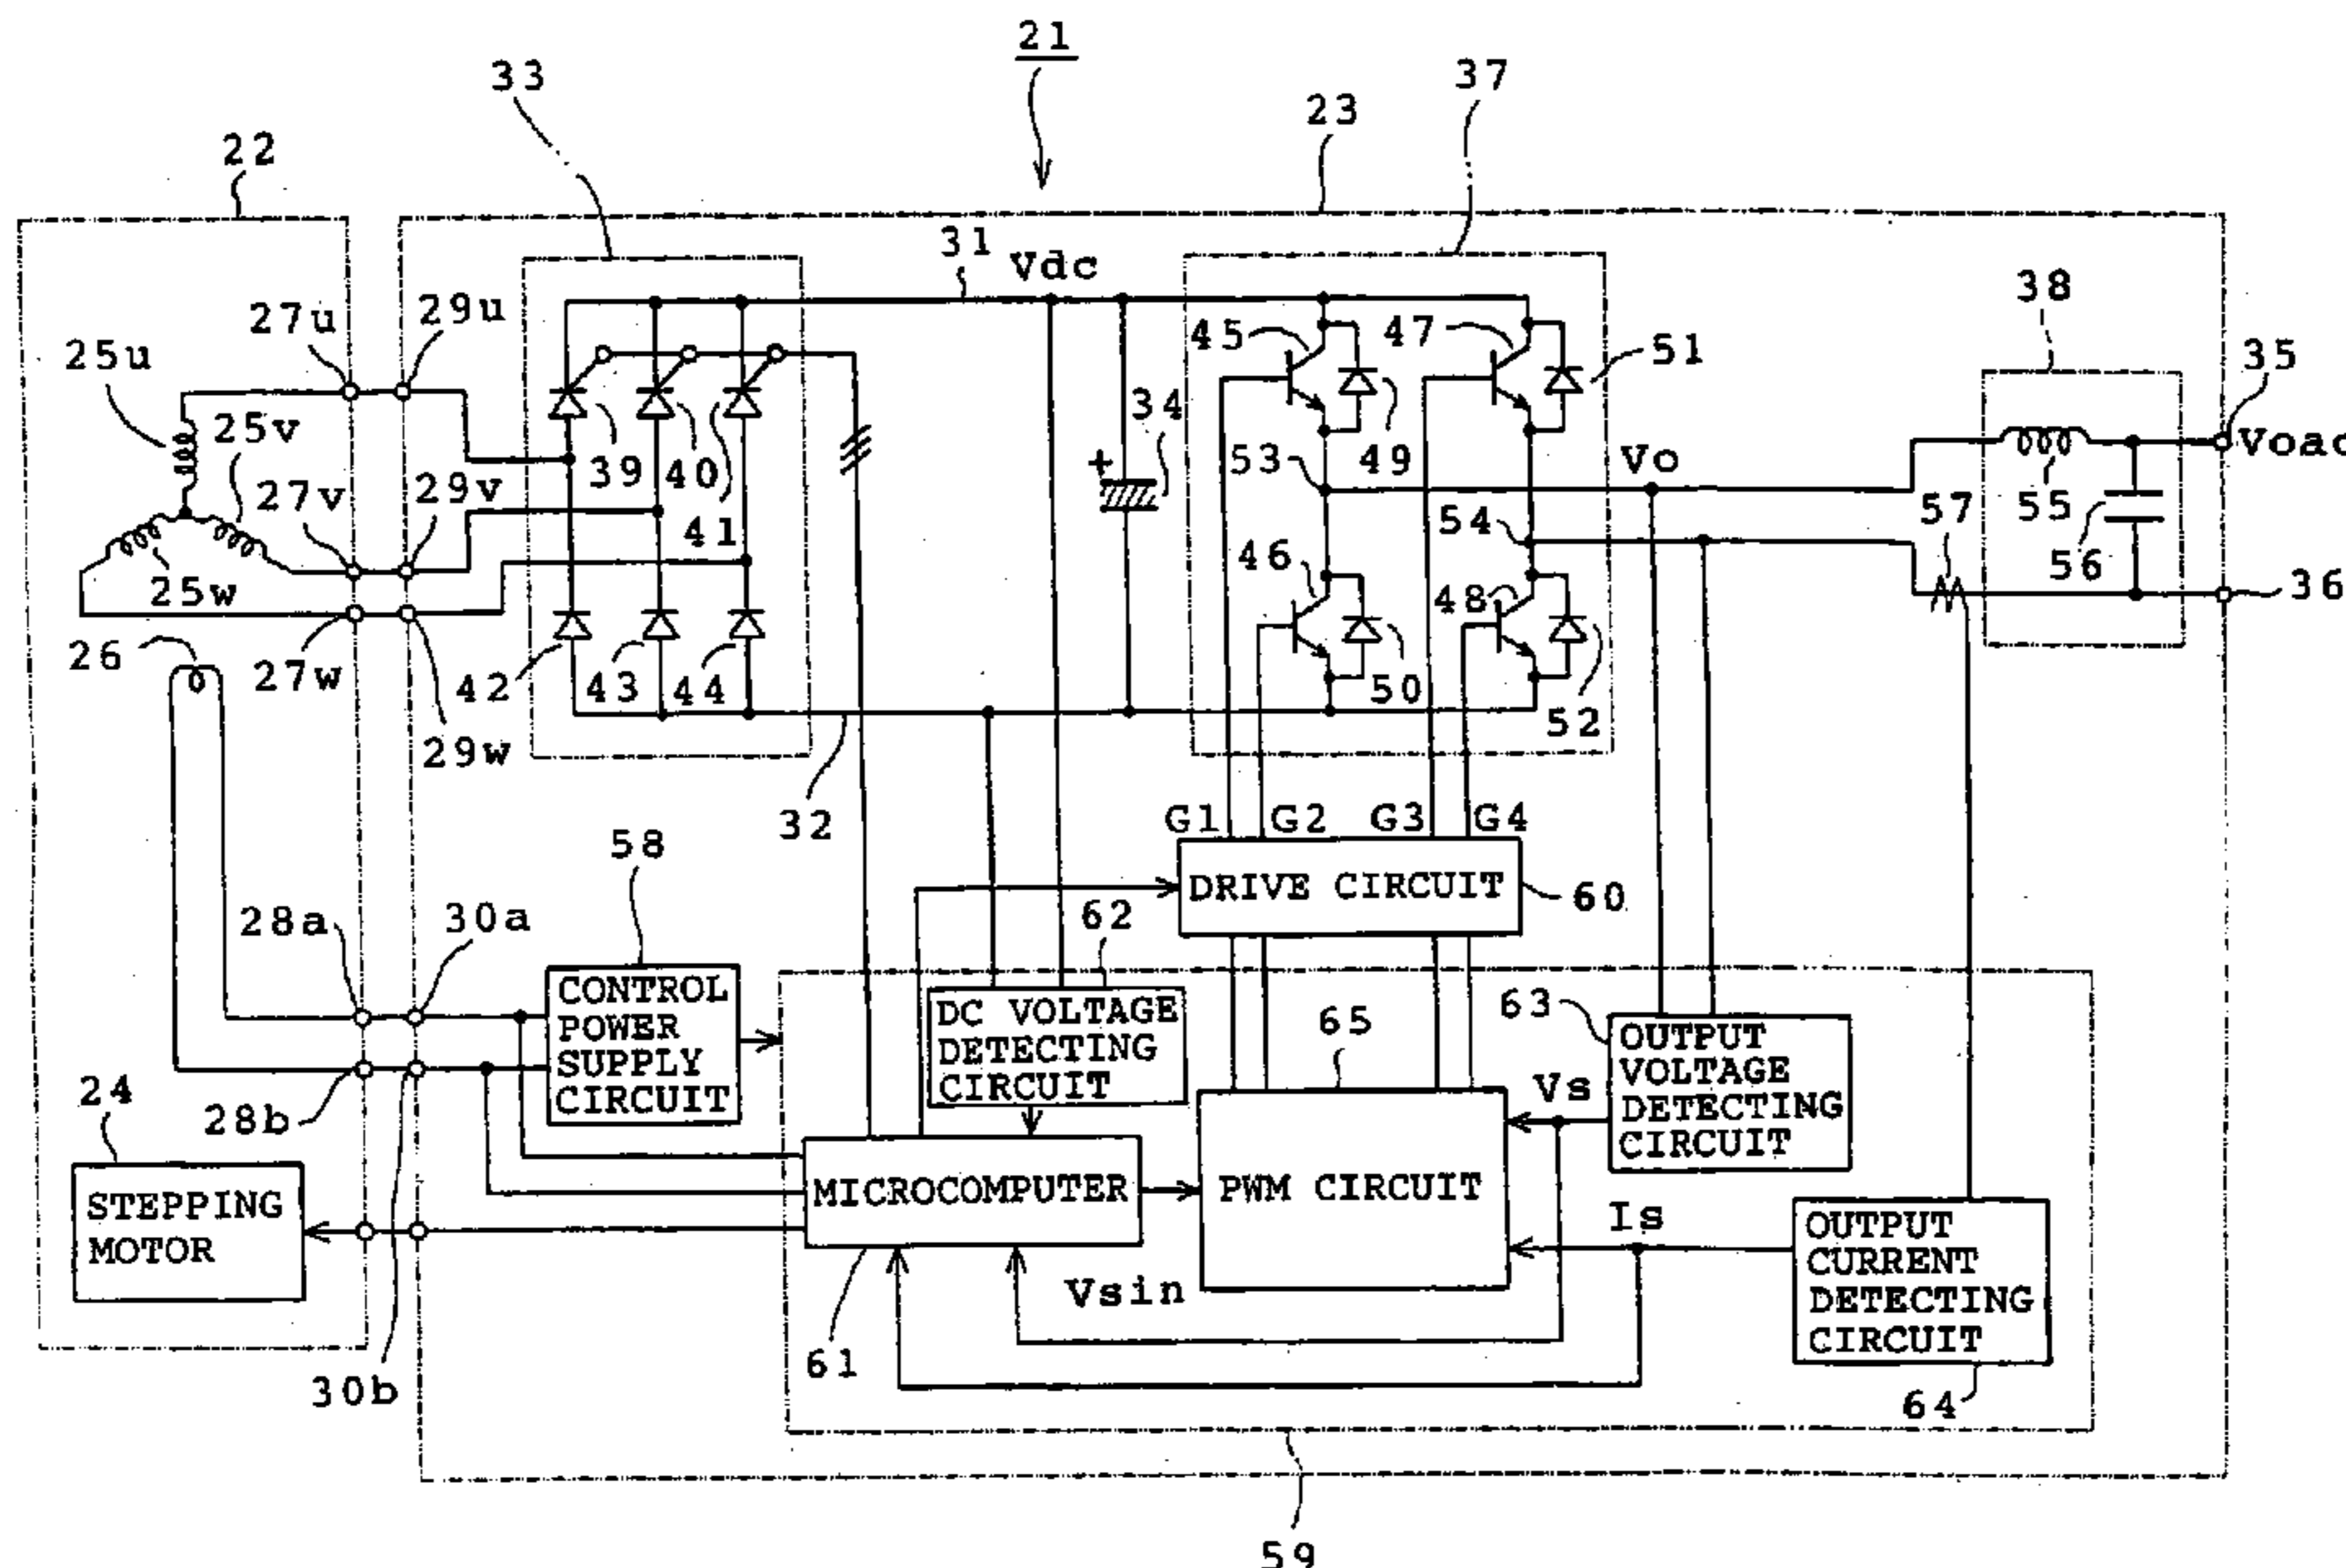 21
33
37
23
22
31
Vdc
38
27u
29u
45
47
51
35
25u
34
25v
+
49
Voac
39
40
53
Vo
27v
29v
57
55
41
54
46
56
25w
48
36
26
27w
42
43
44
50
52
29w
32
G1
G2
G3
G4
58
DRIVE CIRCUIT
60
28a
30a
62
CONTROL
POWER
SUPPLY
CIRCUIT
DC VOLTAGE
DETECTING
CIRCUIT
65
63
OUTPUT
VOLTAGE
DETECTING
CIRCUIT
24
28b
Vs
STEPPING
MOTOR
MICROCOMPUTER
PWM CIRCUIT
Is
OUTPUT
CURRENT
DETECTING
CIRCUIT
Vsin
61
30b
64
59